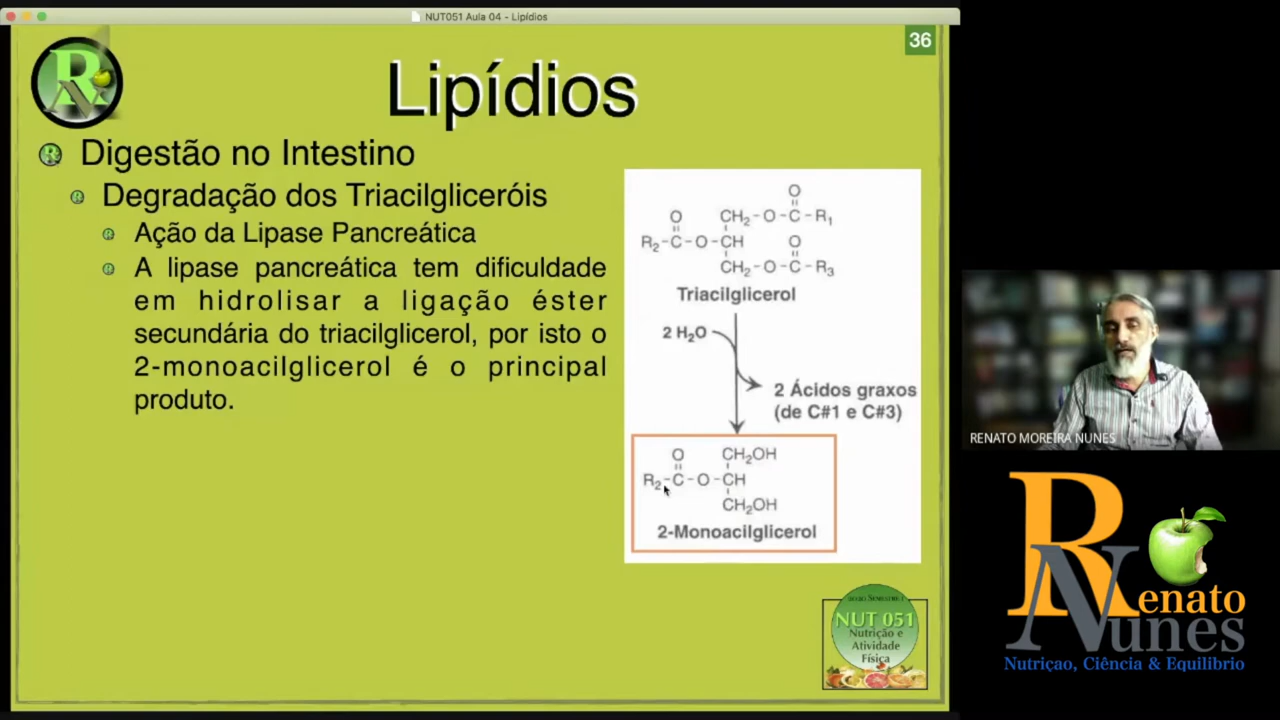 NUT051 Aula 04 - Lipídios
36
Lipídios
Digestão no Intestino
Degradação dos Triacilgliceróis
Ação da Lipase Pancreática
A lipase pancreática tem dificuldade
em hidrolisar a ligação éster
secundária do triacilglicerol, por isto o
2-monoacilglicerol é o principal
produto.
O
O CH₂-O-C-R₁
R₂-C-O-CH O
CH₂-O-C-R₃
Triacilglicerol
2 H₂O
2 Ácidos graxos
(de C#1 e C#3)
O CH₂OH
R₂-C-O-CH
CH₂OH
2-Monoacilglicerol
NUT 051
Nutrição e
Atividade
Física
RENATO MOREIRA NUNES
Renato
Nunes
Nutriçao, Ciência & Equilibrio